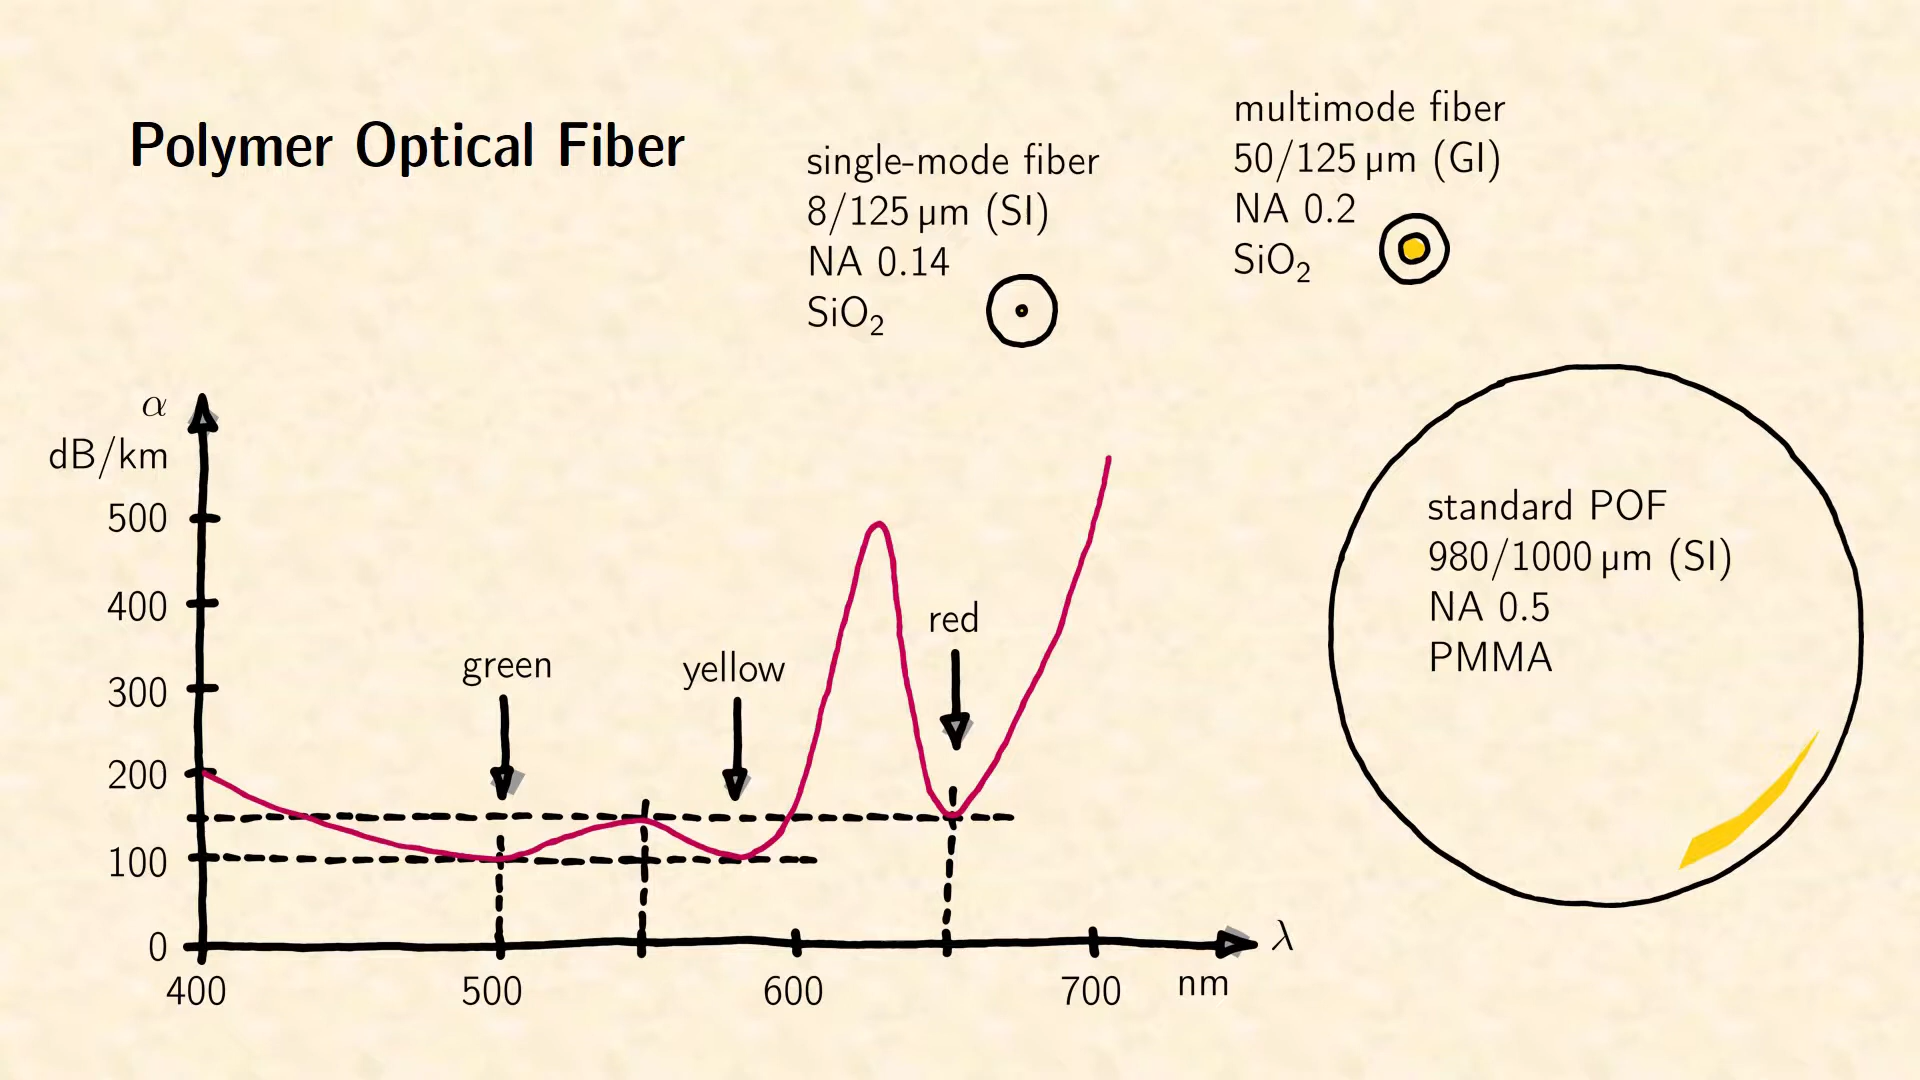 Polymer Optical Fiber
single-mode fiber
8/125 µm (SI)
NA 0.14
SiO₂
multimode fiber
50/125 µm (GI)
NA 0.2
SiO₂
standard POF
980/1000 µm (SI)
NA 0.5
PMMA
α
dB/km
500
400
300
200
100
0
green
yellow
red
400
500
600
700
nm
λ